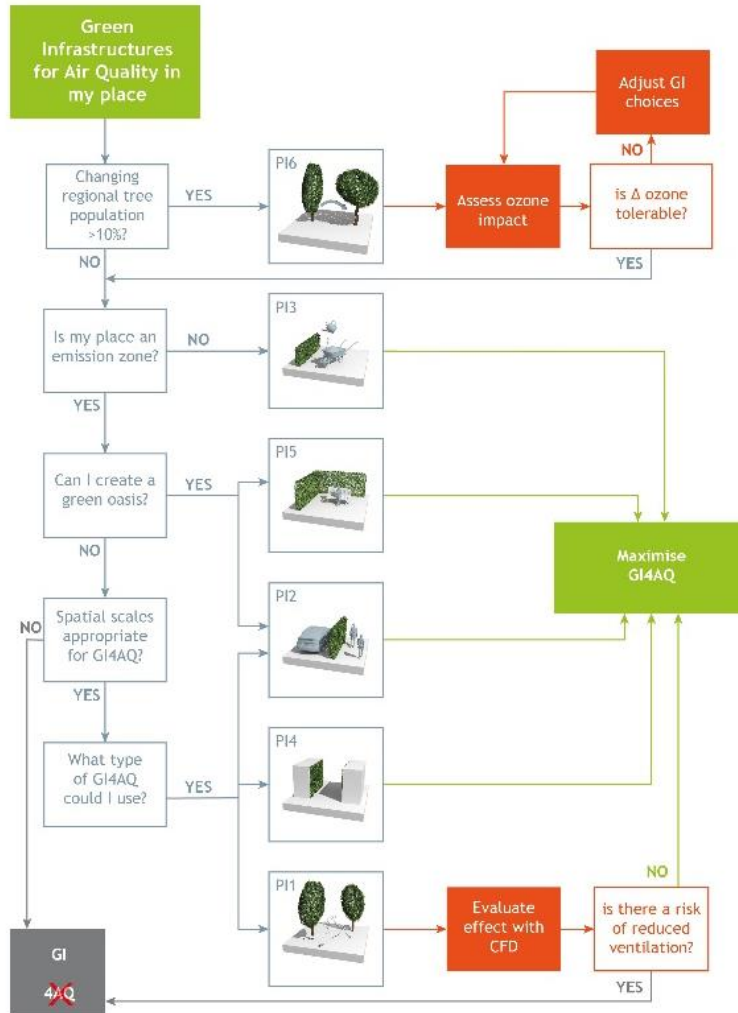 Green
Infrastructures
for Air Quality in
my place
Adjust GI
choices
NO
Changing
regional tree
population
>10%?
YES
PI6
Assess ozone
impact
is Δ ozone
tolerable?
NO
YES
Is my place an
emission zone?
NO
PI3
YES
Can I create a
green oasis?
YES
PI5
NO
Maximise
GI4AQ
NO
Spatial scales
appropriate
for GI4AQ?
PI2
YES
What type
of GI4AQ
could I use?
YES
PI4
NO
PI1
Evaluate
effect with
CFD
is there a risk
of reduced
ventilation?
GI
4AQ
YES